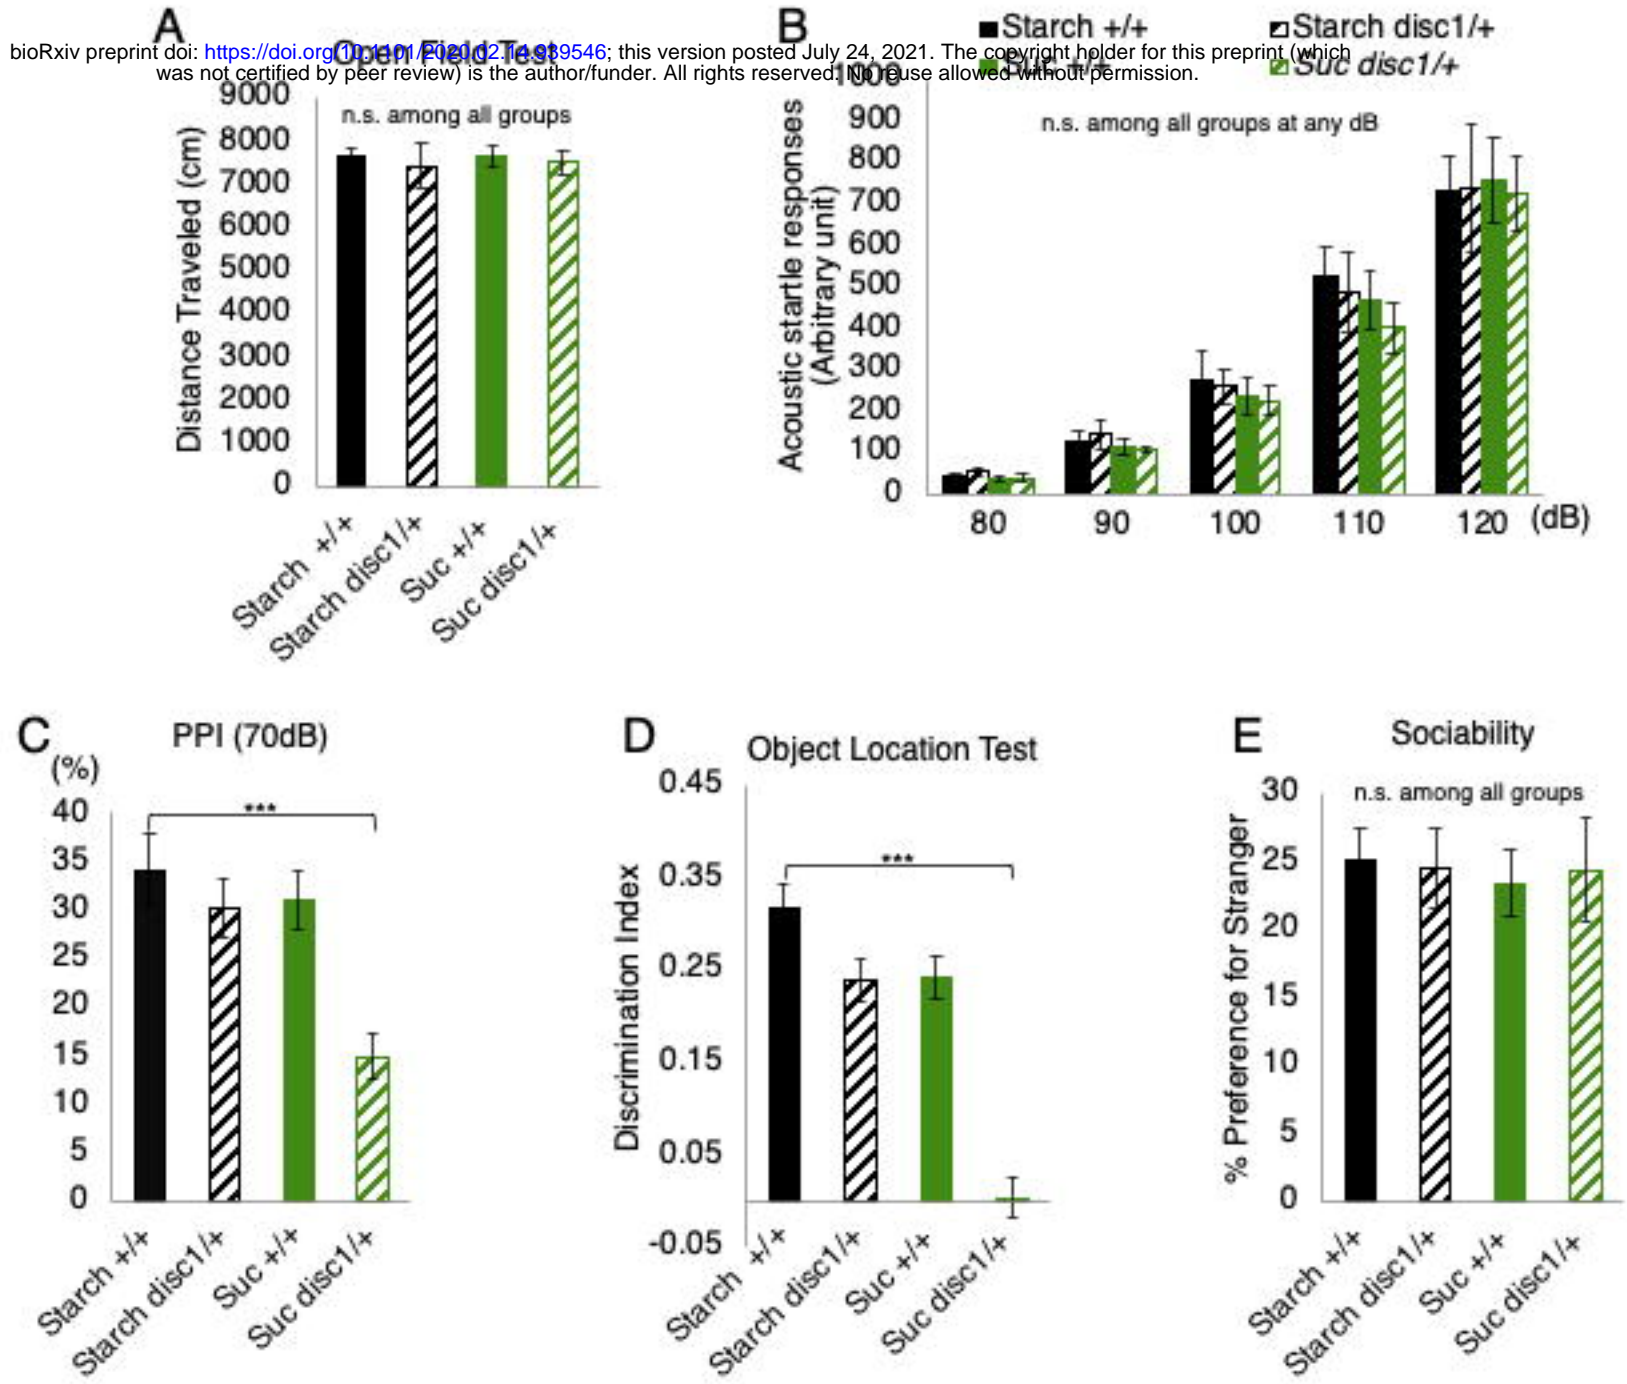 A
B
Starch +/+
Starch disc1/+
Suc +/+
Suc disc1/+
bioRxiv preprint doi: https://doi.org/10.1101/2020.02.14.939546; this version posted July 24, 2021. The copyright holder for this preprint (which
was not certified by peer review) is the author/funder. All rights reserved. No reuse allowed without permission.
Open Field Test
n.s. among all groups
Distance Traveled (cm)
9000
8000
7000
6000
5000
4000
3000
2000
1000
0
Starch +/+
Starch disc1/+
Suc +/+
Suc disc1/+
n.s. among all groups at any dB
Acoustic startle responses
(Arbitrary unit)
1000
900
800
700
600
500
400
300
200
100
0
80
90
100
110
120
(dB)
C
PPI (70dB)
(%)
***
40
35
30
25
20
15
10
5
0
Starch +/+
Starch disc1/+
Suc +/+
Suc disc1/+
D
Object Location Test
***
Discrimination Index
0.45
0.35
0.25
0.15
0.05
-0.05
Starch +/+
Starch disc1/+
Suc +/+
Suc disc1/+
E
Sociability
n.s. among all groups
% Preference for Stranger
30
25
20
15
10
5
0
Starch +/+
Starch disc1/+
Suc +/+
Suc disc1/+